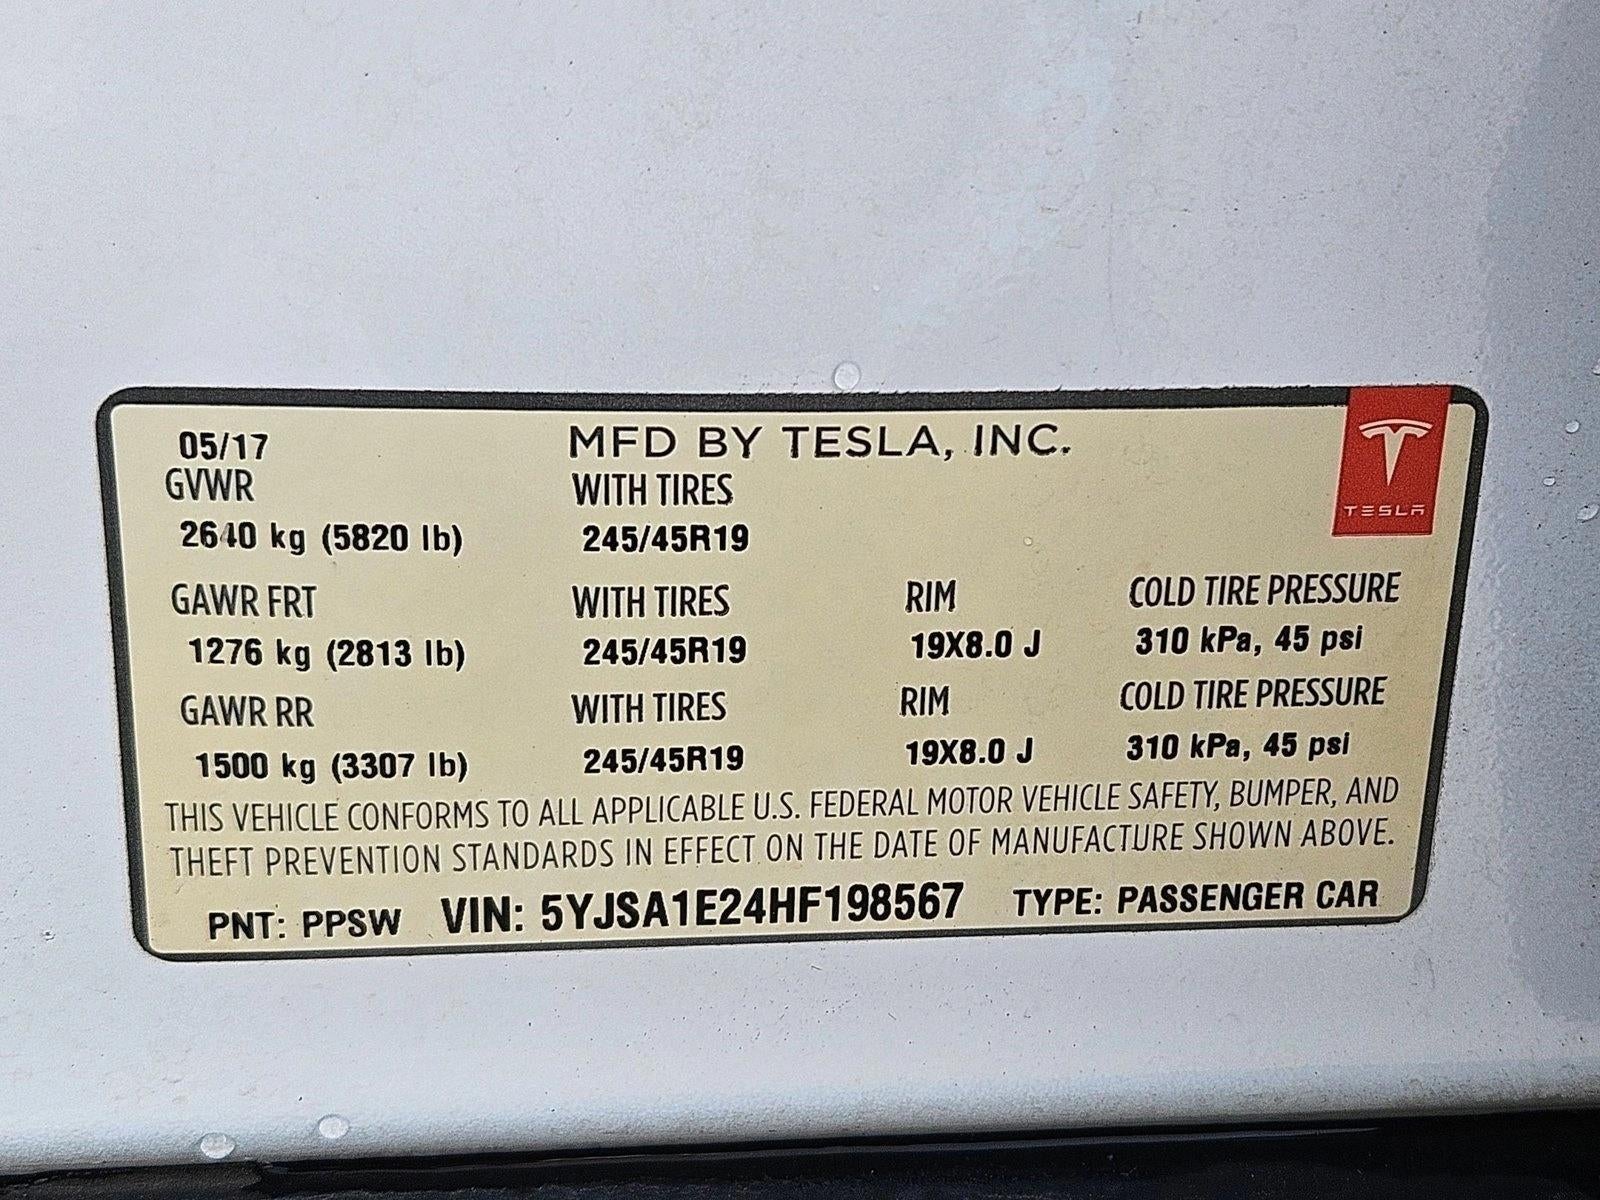 05/17 MFD BY TESLA, INC.
GVWR WITH TIRES
2640 kg (5820 lb) 245/45R19
TESLA
GAWR FRT WITH TIRES RIM COLD TIRE PRESSURE
1276 kg (2813 lb) 245/45R19 19X8.0 J 310 kPa, 45 psi
GAWR RR WITH TIRES RIM COLD TIRE PRESSURE
1500 kg (3307 lb) 245/45R19 19X8.0 J 310 kPa, 45 psi
THIS VEHICLE CONFORMS TO ALL APPLICABLE U.S. FEDERAL MOTOR VEHICLE SAFETY, BUMPER, AND
THEFT PREVENTION STANDARDS IN EFFECT ON THE DATE OF MANUFACTURE SHOWN ABOVE.
PNT: PPSW VIN: 5YJSA1E24HF198567 TYPE: PASSENGER CAR